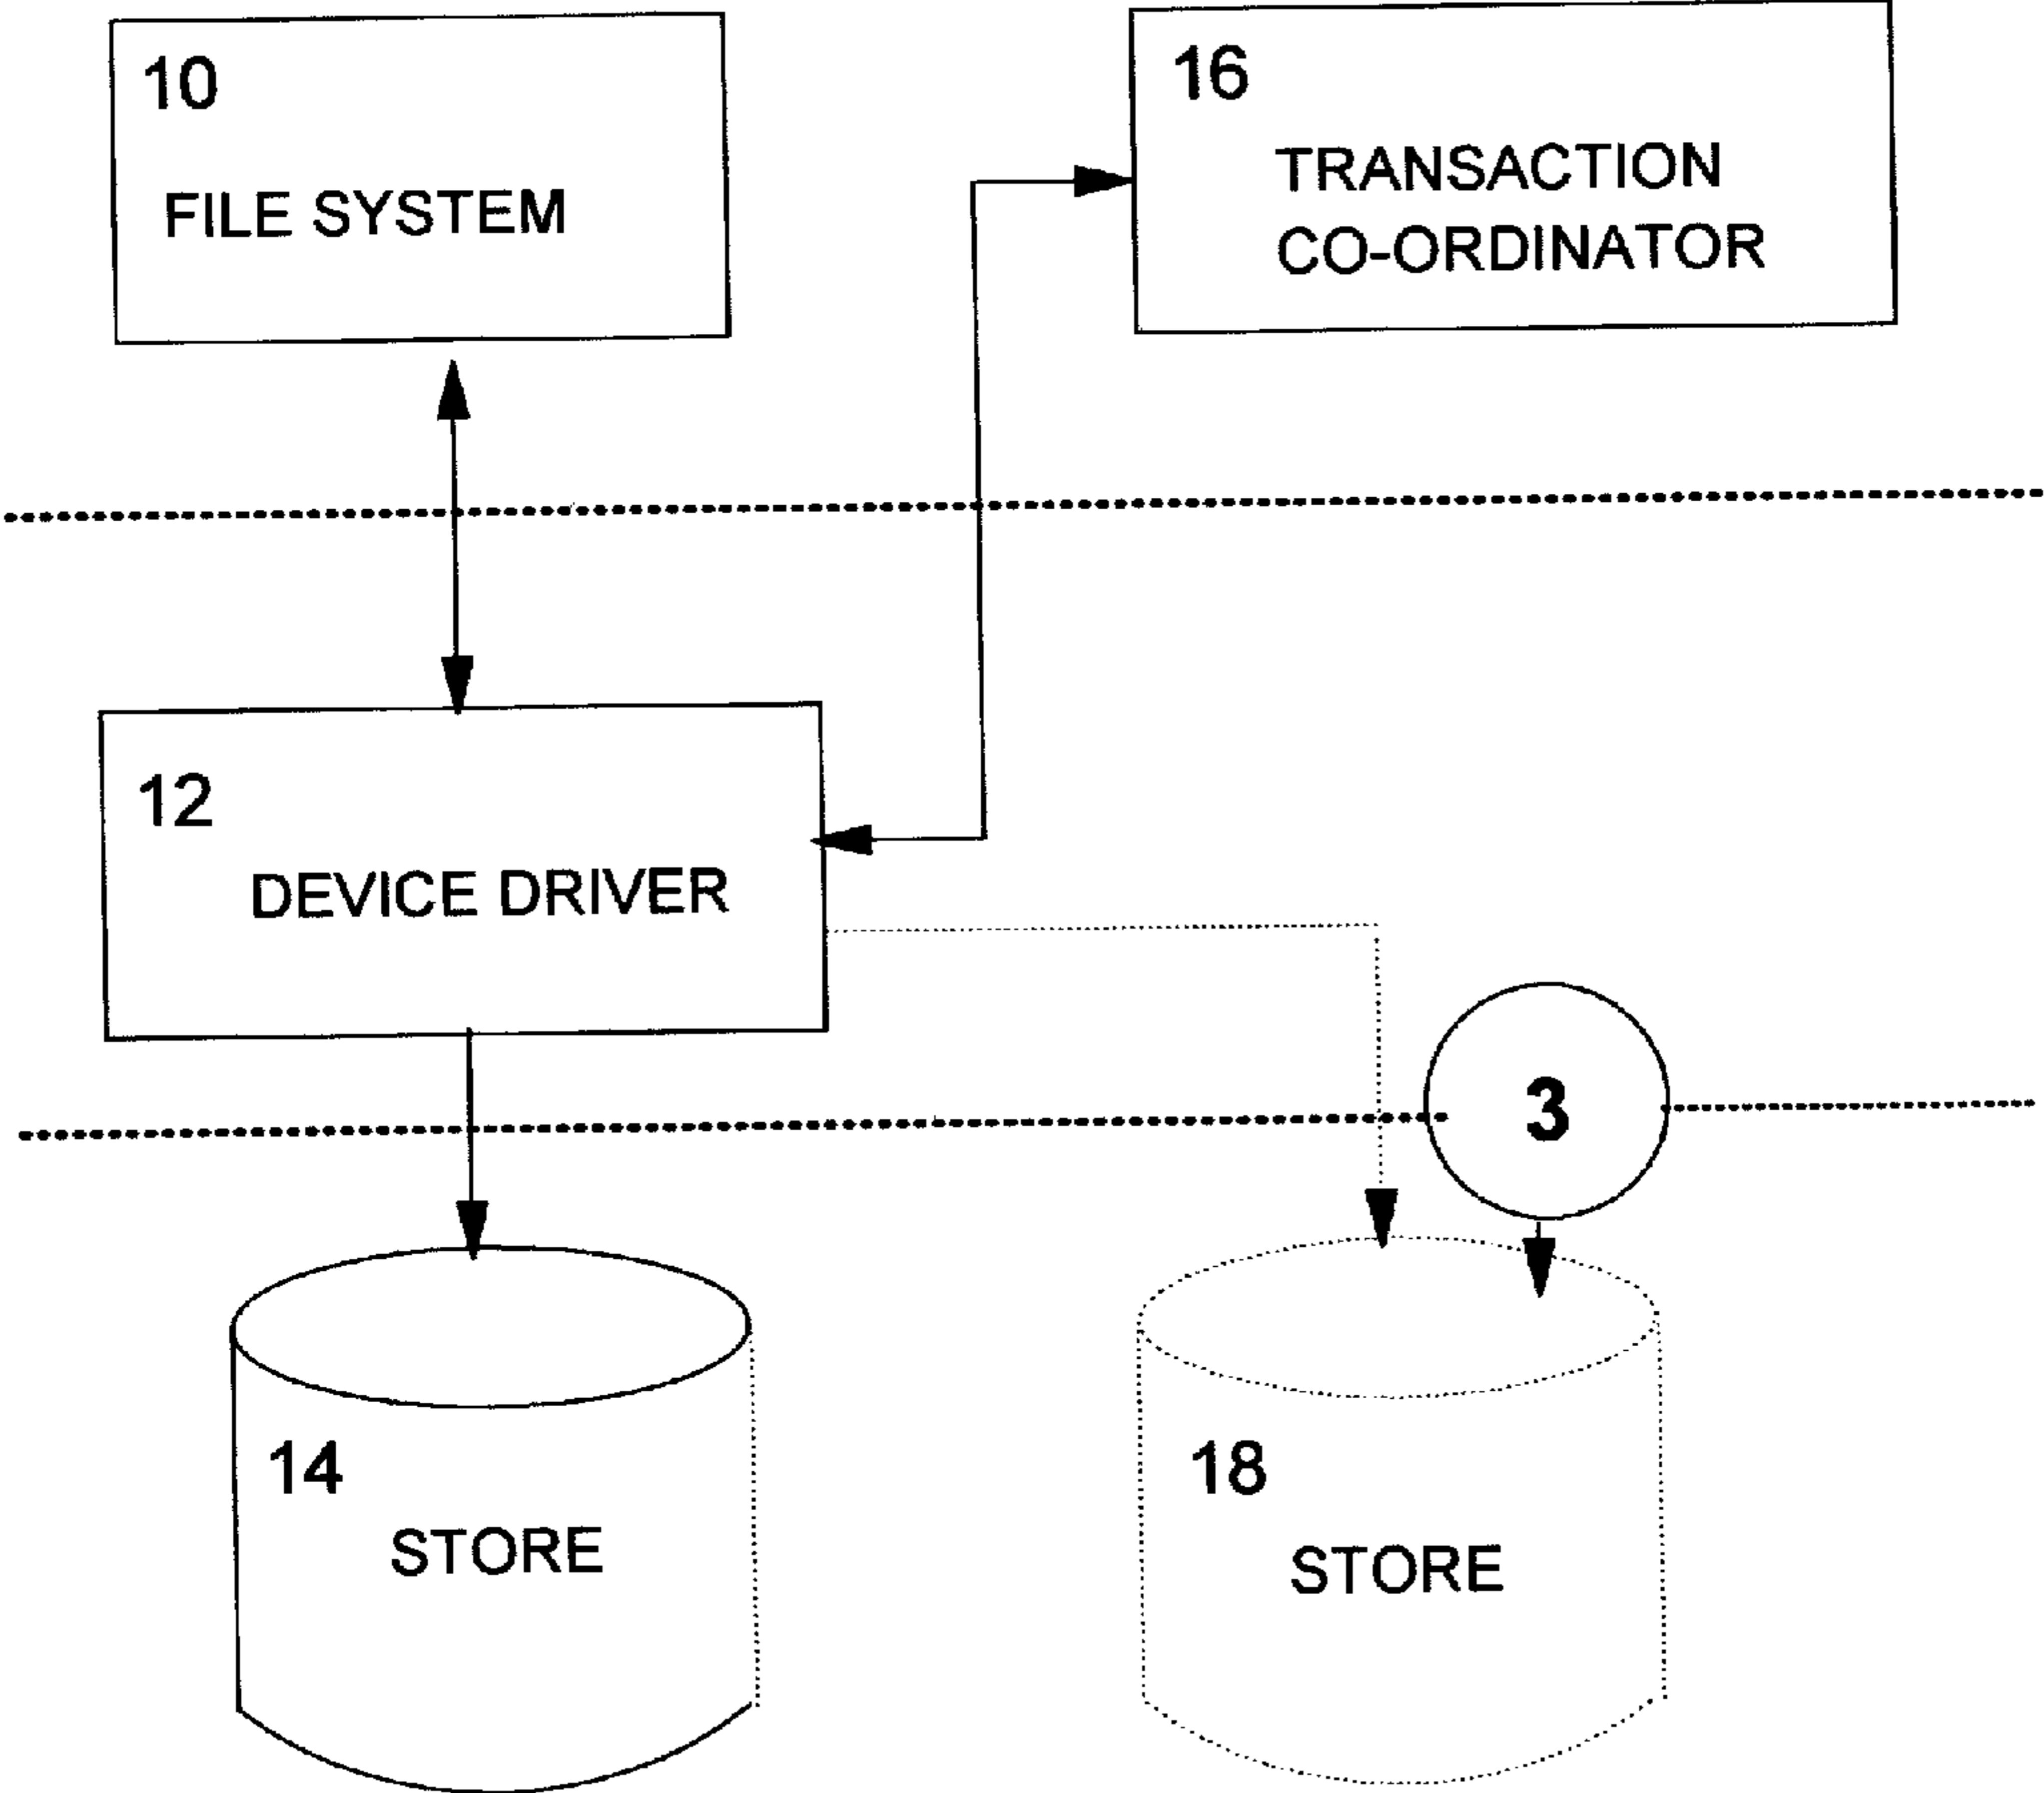 10
FILE SYSTEM
16
TRANSACTION
CO-ORDINATOR
12
DEVICE DRIVER
3
14
STORE
18
STORE